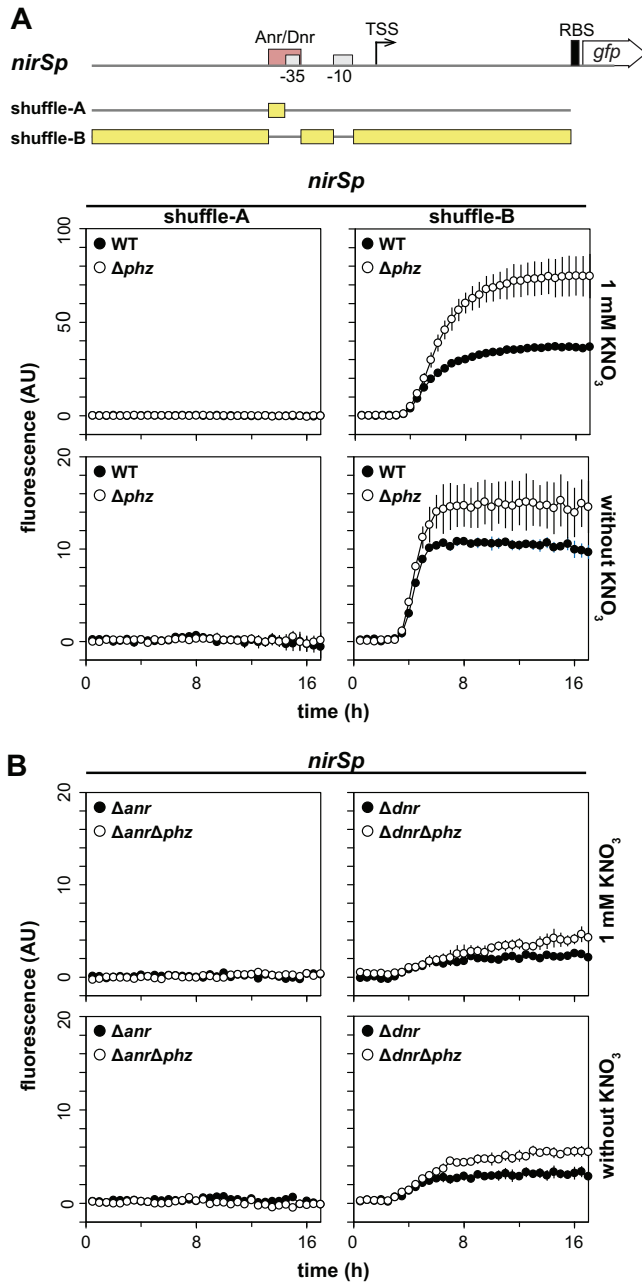 A
Anr/Dnr
TSS
RBS
nirSp
gfp
-35
-10
shuffle-A
shuffle-B
nirSp
shuffle-A
shuffle-B
100
50
0
WT
Δphz
WT
Δphz
1 mM KNO3
fluorescence (AU)
20
10
0
WT
Δphz
WT
Δphz
without KNO3
0
8
16
0
8
16
time (h)
time (h)
B
nirSp
20
10
0
Δanr
ΔanrΔphz
Δdnr
ΔdnrΔphz
1 mM KNO3
fluorescence (AU)
20
10
0
Δanr
ΔanrΔphz
Δdnr
ΔdnrΔphz
without KNO3
0
8
16
0
8
16
time (h)
time (h)